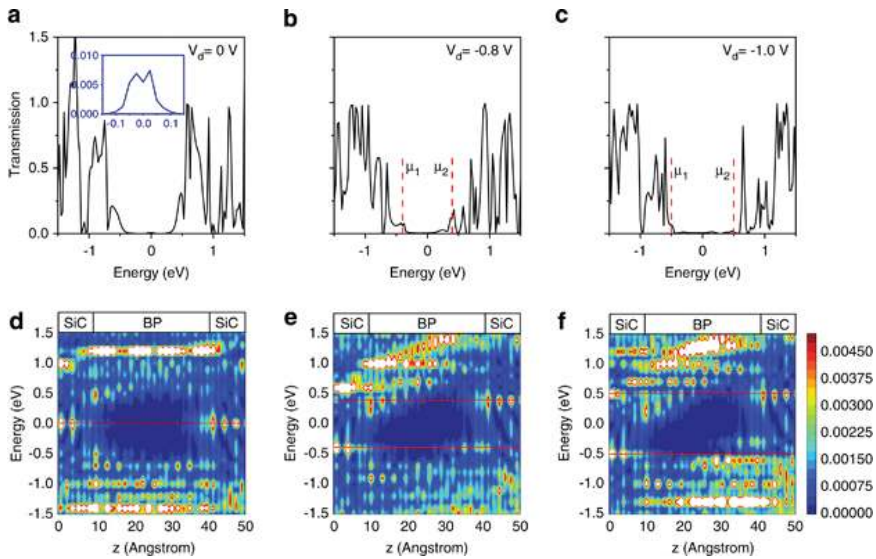 a
b
c
V_d= 0 V
V_d= -0.8 V
V_d= -1.0 V
1.5
1.0
0.5
0.0
Transmission
0.010
0.005
0.000
-0.1 0.0 0.1
μ₁ μ₂
μ₁ μ₂
-1 0 1
-1 0 1
-1 0 1
Energy (eV)
Energy (eV)
Energy (eV)
d
e
f
SiC BP SiC
SiC BP SiC
SiC BP SiC
1.5
1.0
0.5
0.0
-0.5
-1.0
-1.5
Energy (eV)
1.5
1.0
0.5
0.0
-0.5
-1.0
-1.5
Energy (eV)
1.5
1.0
0.5
0.0
-0.5
-1.0
-1.5
Energy (eV)
0.00450
0.00375
0.00300
0.00225
0.00150
0.00075
0.00000
0 10 20 30 40 50
0 10 20 30 40 50
0 10 20 30 40 50
z (Angstrom)
z (Angstrom)
z (Angstrom)